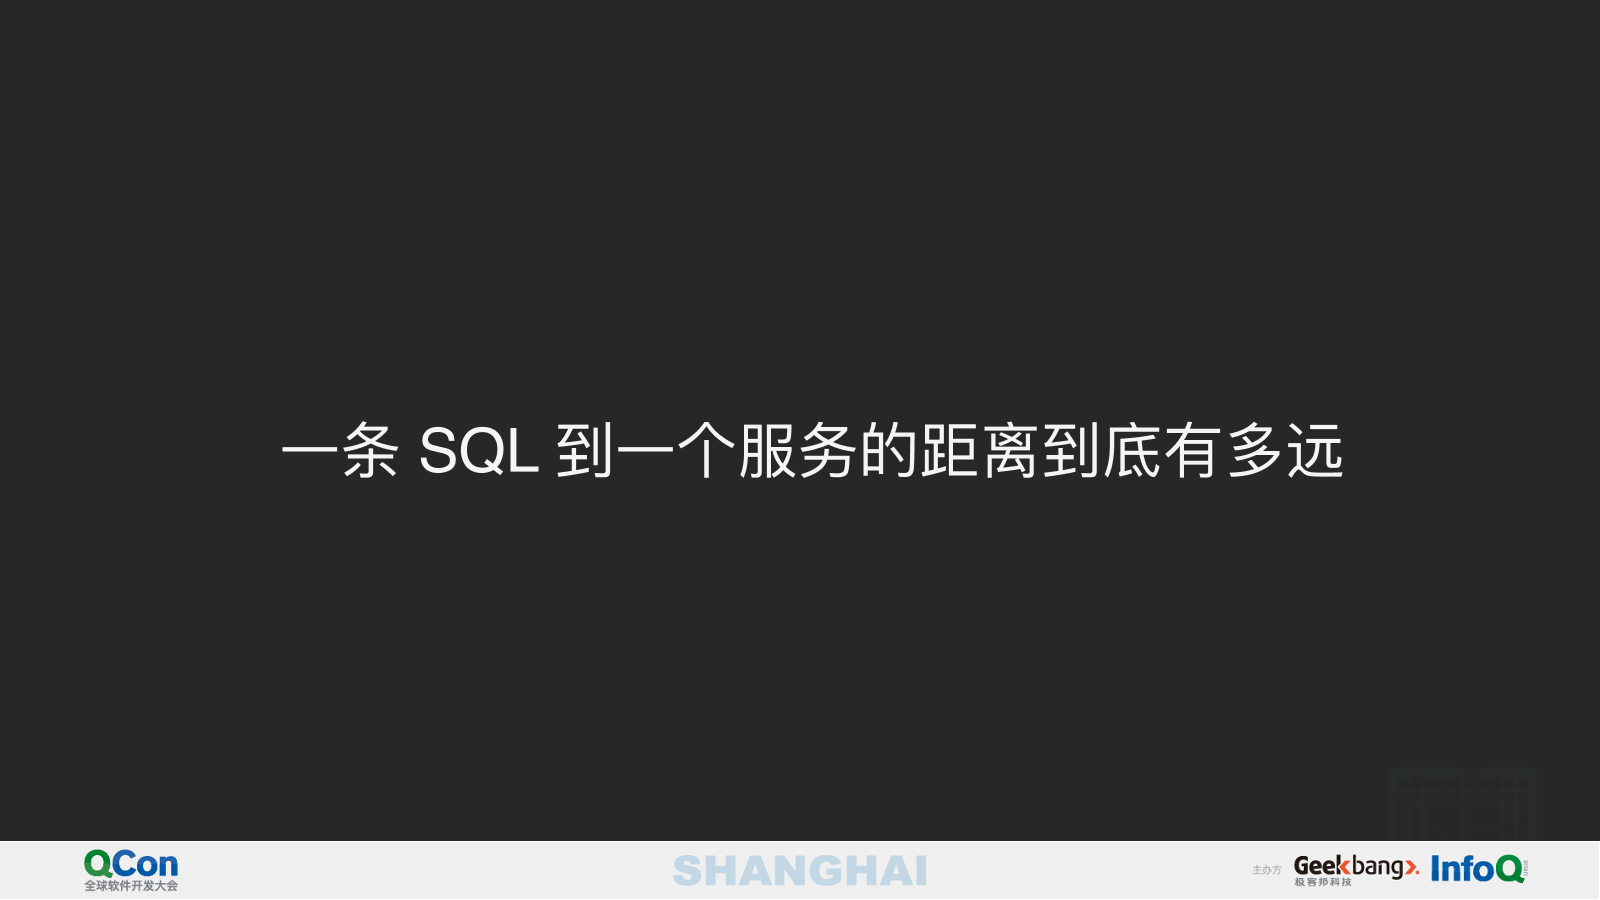 一条 SQL 到一个服务的距离到底有多远
QCon
全球软件开发大会
SHANGHAI
主办方
Geekbang>.
极客邦科技
InfoQ